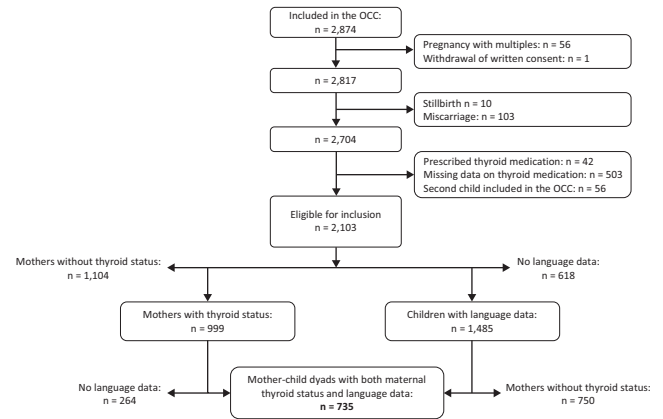 Included in the OCC:
n = 2,874
Pregnancy with multiples: n = 56
Withdrawal of written consent: n = 1
n = 2,817
Stillbirth n = 10
Miscarriage: n = 103
n = 2,704
Prescribed thyroid medication: n = 42
Missing data on thyroid medication: n = 503
Second child included in the OCC: n = 56
Eligible for inclusion
n = 2,103
Mothers without thyroid status:
n = 1,104
No language data:
n = 618
Mothers with thyroid status:
n = 999
Children with language data:
n = 1,485
No language data:
n = 264
Mother-child dyads with both maternal
thyroid status and language data:
n = 735
Mothers without thyroid status:
n = 750